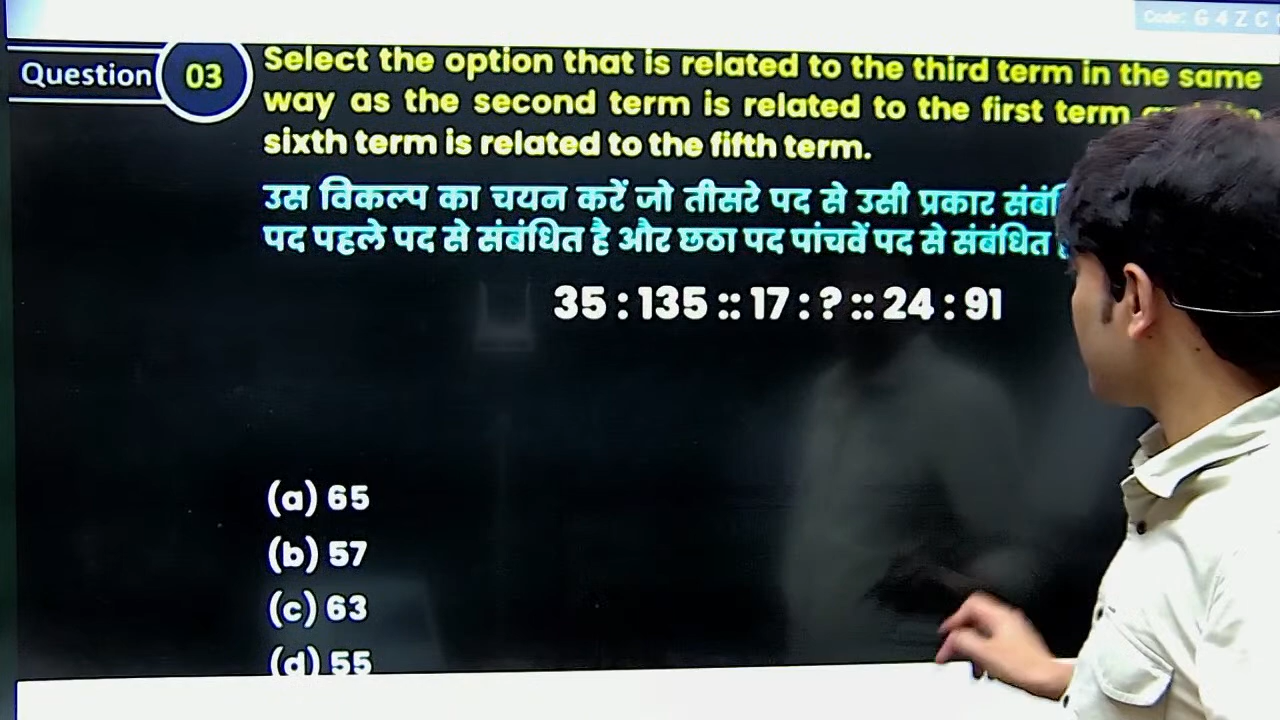 Code: G 4 Z C
Question 03
Select the option that is related to the third term in the same
way as the second term is related to the first term
sixth term is related to the fifth term.
उस विकल्प का चयन करें जो तीसरे पद से उसी प्रकार
पद पहले पद से संबंधित है और छठा पद पांचवें पद से संबंधित
35 : 135 :: 17 : ? :: 24 : 91
(a) 65
(b) 57
(c) 63
(d) 55